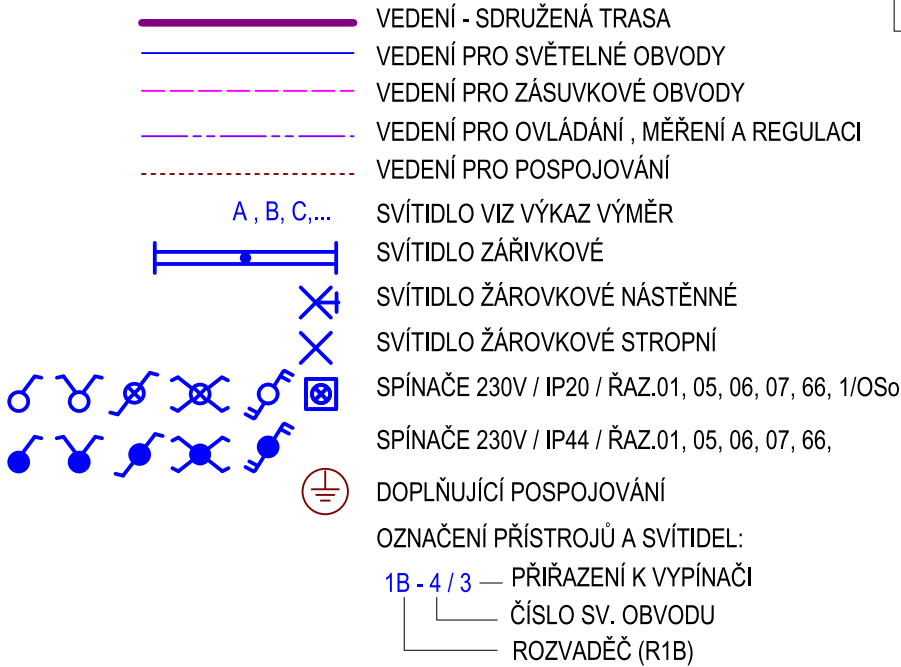 VEDENÍ - SDRUŽENÁ TRASA
VEDENÍ PRO SVĚTELNÉ OBVODY
VEDENÍ PRO ZÁSUVKOVÉ OBVODY
VEDENÍ PRO OVLÁDÁNÍ , MĚŘENÍ A REGULACI
VEDENÍ PRO POSPOJOVÁNÍ
A , B, C,... SVÍTIDLO VIZ VÝKAZ VÝMĚR
SVÍTIDLO ZÁŘIVKOVÉ
SVÍTIDLO ŽÁROVKOVÉ NÁSTĚNNÉ
SVÍTIDLO ŽÁROVKOVÉ STROPNÍ
SPÍNAČE 230V / IP20 / ŘAZ.01, 05, 06, 07, 66, 1/OSo
SPÍNAČE 230V / IP44 / ŘAZ.01, 05, 06, 07, 66,
DOPLŇUJÍCÍ POSPOJOVÁNÍ
OZNAČENÍ PŘÍSTROJŮ A SVÍTIDEL:
1B - 4 / 3 PŘIŘAZENÍ K VYPÍNAČI
ČÍSLO SV. OBVODU
ROZVADĚČ (R1B)